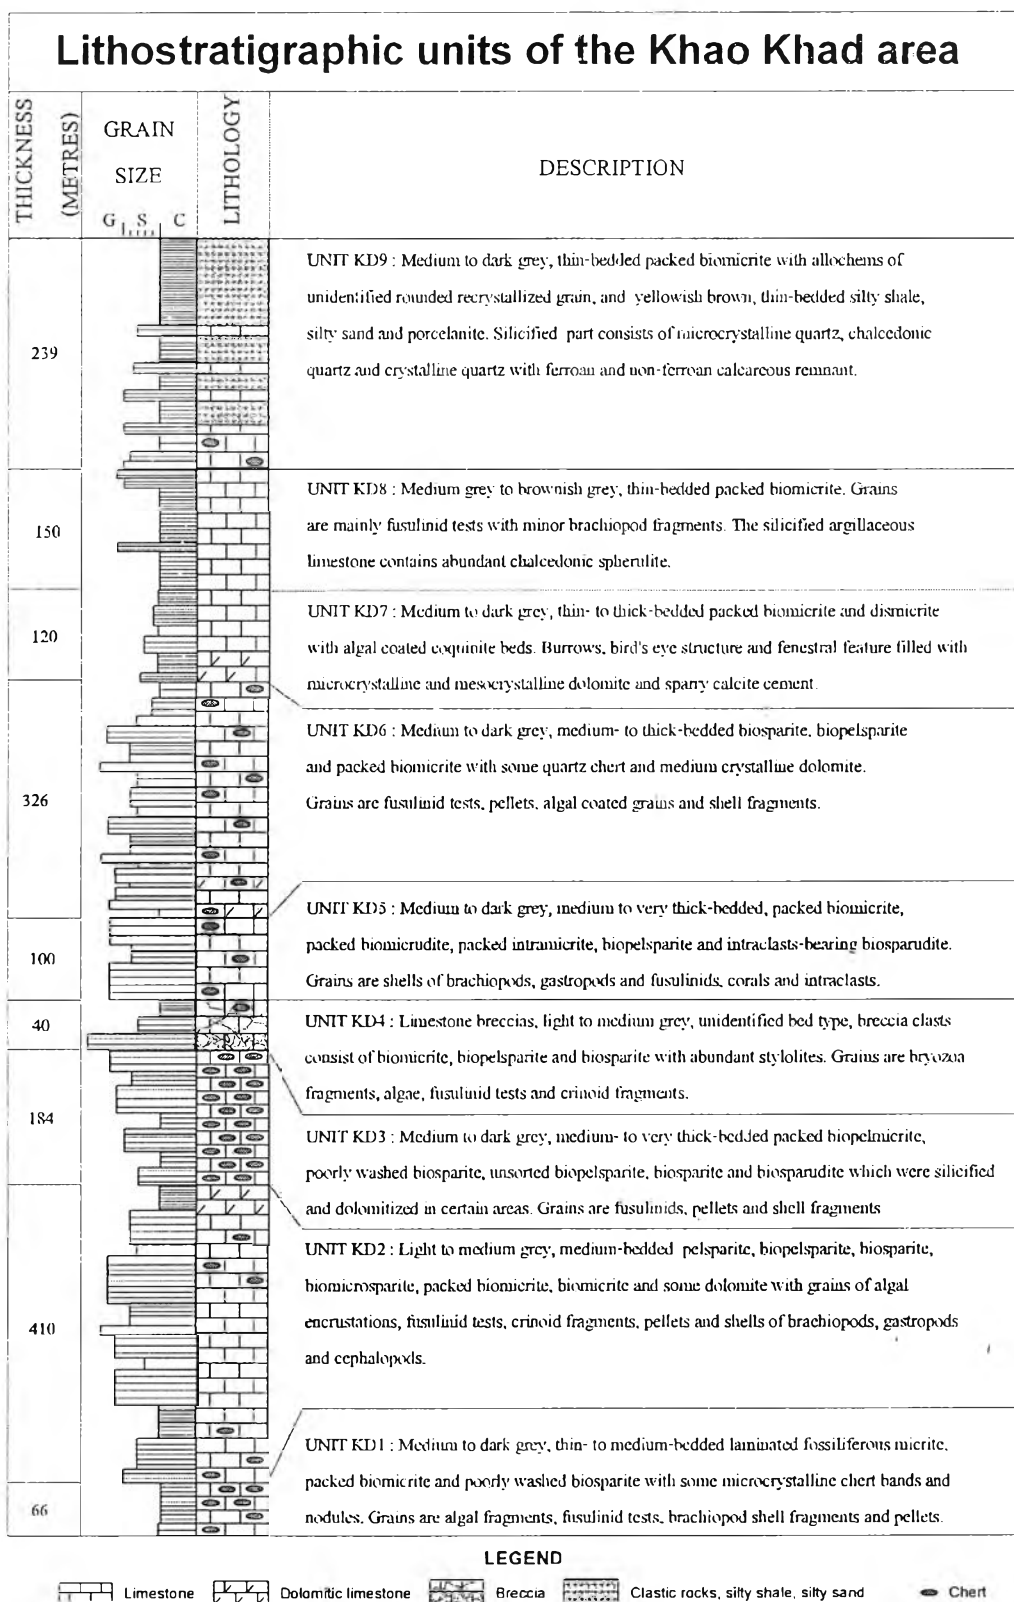 Lithostratigraphic units of the Khao Khad area
THICKNESS
(METRES)
GRAIN
SIZE
G S C
LITHOLOGY
DESCRIPTION
239
UNIT KD9 : Medium to dark grey, thin-bedded packed biomicrite with allochems of
unidentified rounded recrystallized grain, and yellowish brown, thin-bedded silty shale,
silty sand and porcelanite. Silicified part consists of microcrystalline quartz, chalcedonic
quartz and crystalline quartz with ferroan and non-ferroan calcareous remnant.
150
UNIT KD8 : Medium grey to brownish grey, thin-bedded packed biomicrite. Grains
are mainly fusulinid tests with minor brachiopod fragments. The silicified argillaceous
limestone contains abundant chalcedonic spherulite.
120
UNIT KD7 : Medium to dark grey, thin- to thick-bedded packed biomicrite and dismicrite
with algal coated coquinite beds. Burrows, bird's eye structure and fenestral feature filled with
microcrystalline and mesocrystalline dolomite and sparry calcite cement.
326
UNIT KD6 : Medium to dark grey, medium- to thick-bedded biosparite, biopelsparite
and packed biomicrite with some quartz chert and medium crystalline dolomite.
Grains are fusulinid tests, pellets, algal coated grains and shell fragments.
100
UNIT KD5 : Medium to dark grey, medium to very thick-bedded, packed biomicrite,
packed biomicrudite, packed intramicrite, biopelsparite and intraclasts-bearing biosparudite.
Grains are shells of brachiopods, gastropods and fusulinids, corals and intraclasts.
40
UNIT KD4 : Limestone breccias, light to medium grey, unidentified bed type, breccia clasts
consist of biomicrite, biopelsparite and biosparite with abundant stylolites. Grains are bryozoa
fragments, algae, fusulinid tests and crinoid fragments.
184
UNIT KD3 : Medium to dark grey, medium- to very thick-bedded packed biopelmicrite,
poorly washed biosparite, unsorted biopelsparite, biosparite and biosparudite which were silicified
and dolomitized in certain areas. Grains are fusulinids, pellets and shell fragments
410
UNIT KD2 : Light to medium grey, medium-bedded pelsparite, biopelsparite, biosparite,
biomicrosparite, packed biomicrite, biomicrite and some dolomite with grains of algal
encrustations, fusulinid tests, crinoid fragments, pellets and shells of brachiopods, gastropods
and cephalopods.
66
UNIT KD1 : Medium to dark grey, thin- to medium-bedded laminated fossiliferous micrite,
packed biomicrite and poorly washed biosparite with some microcrystalline chert bands and
nodules. Grains are algal fragments, fusulinid tests, brachiopod shell fragments and pellets.
LEGEND
Limestone Dolomitic limestone Breccia Clastic rocks, silty shale, silty sand Chert